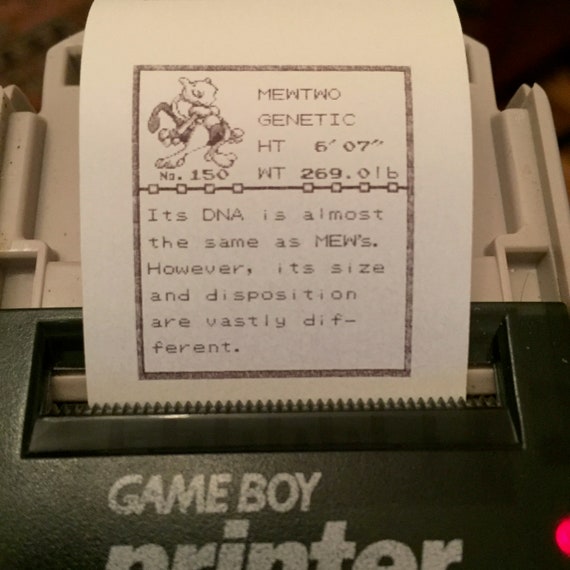 MEWTWO
GENETIC
HT 6′07″
No.150 WT 269.0lb
Its DNA is almost
the same as MEW's.
However, its size
and disposition
are vastly dif-
ferent.
GAME BOY
printer